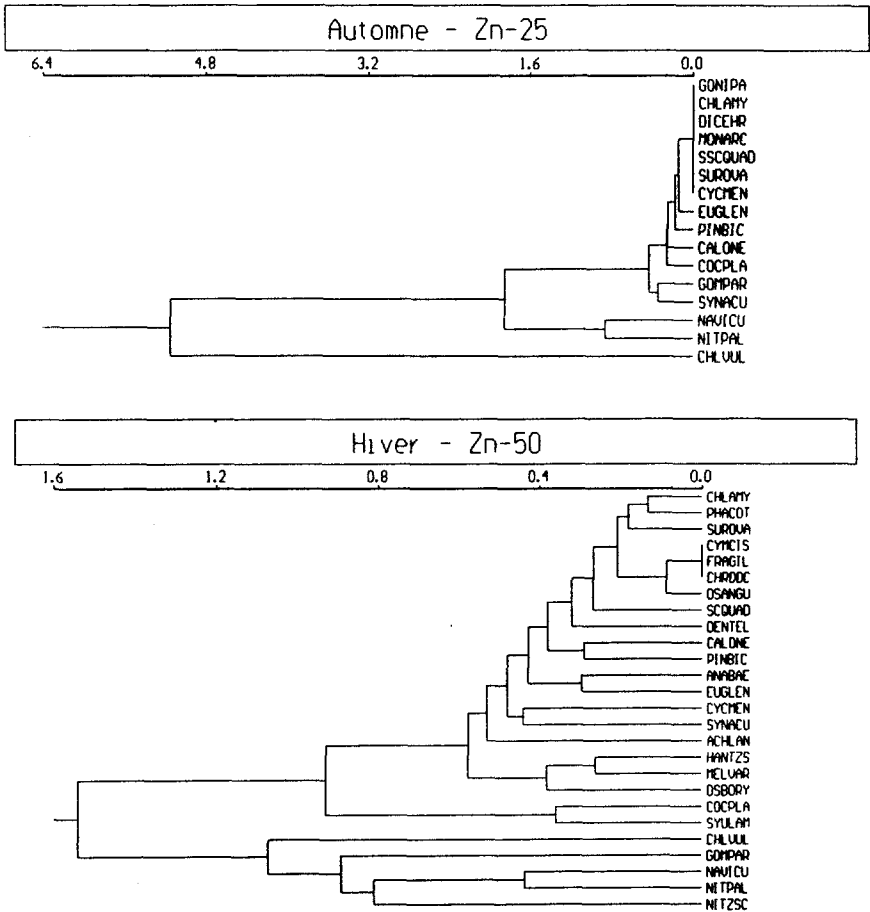 Automne - Zn-25
6.4 4.8 3.2 1.6 0.0
GONIPA
CHLAMY
DICEHR
MONARC
SSCQUAD
SUROVA
CYCMEN
EUGLEN
PINBIC
CALONE
COCPLA
GOMPAR
SYNACU
NAVICU
NITPAL
CHLVUL
Hiver - Zn-50
1.6 1.2 0.8 0.4 0.0
CHLAMY
PHACOT
SUROVA
CYMCIS
FRAGIL
CHRODC
OSANGU
SCQUAD
DENTEL
CALONE
PINBIC
ANABAE
EUGLEN
CYCMEN
SYNACU
ACHLAN
HANTZS
MELVAR
OSBORY
COCPLA
SYULAM
CHLVUL
GOMPAR
NAVICU
NITPAL
NITZSC